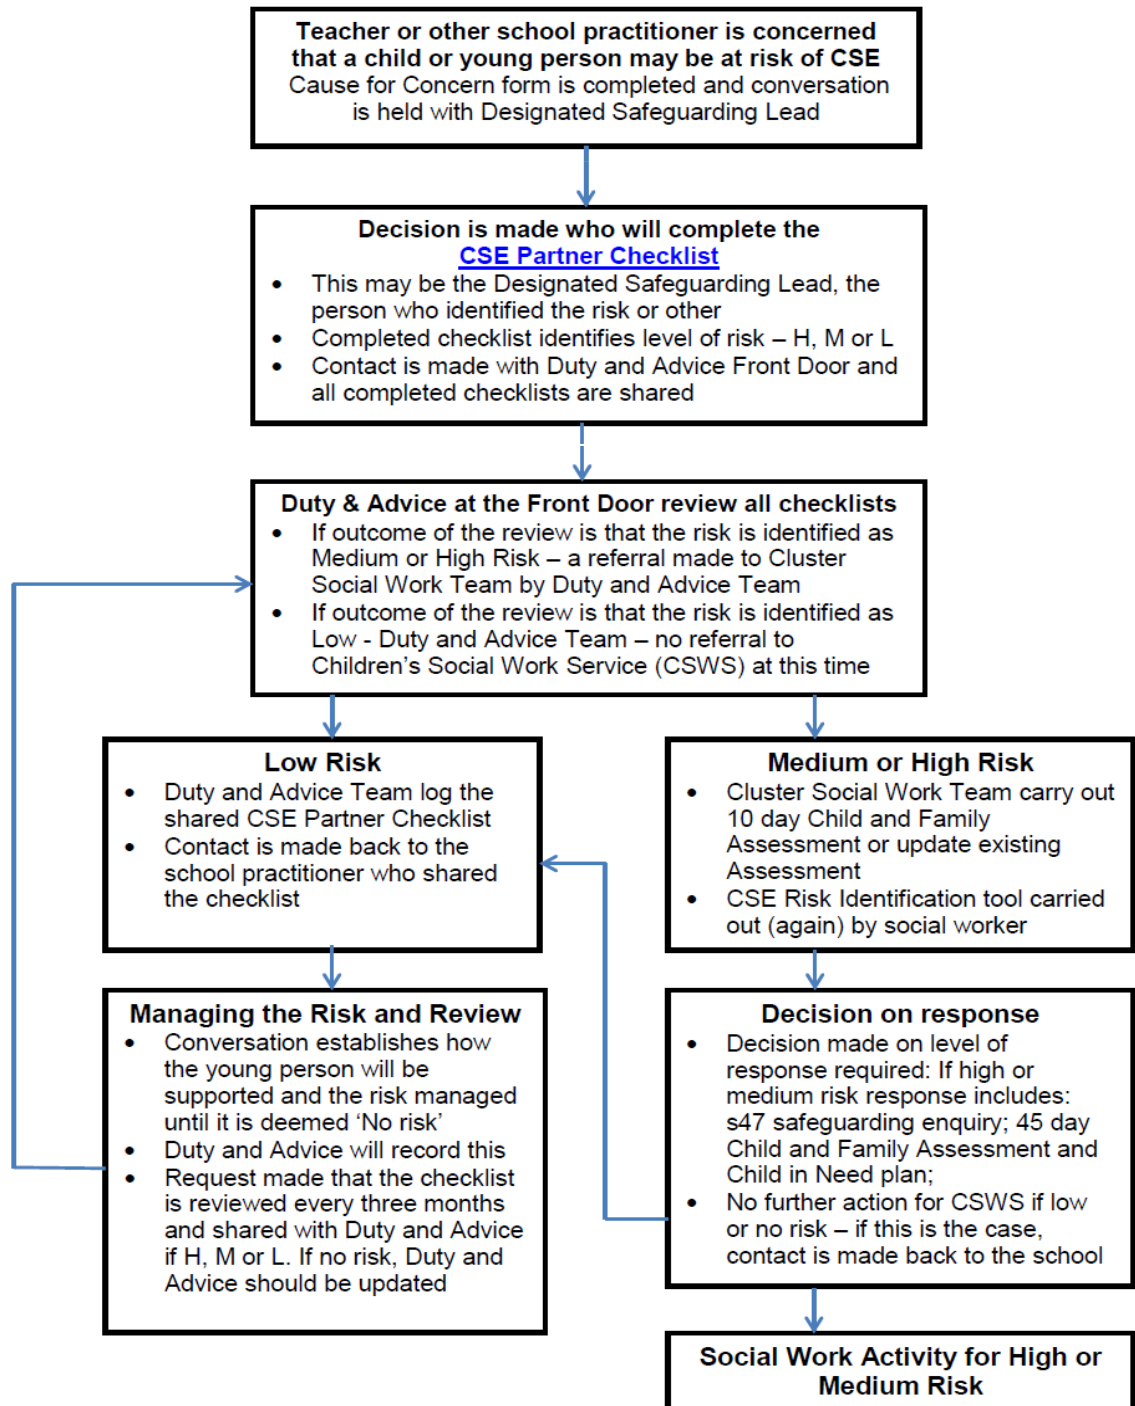 Teacher or other school practitioner is concerned
that a child or young person may be at risk of CSE
Cause for Concern form is completed and conversation
is held with Designated Safeguarding Lead
Decision is made who will complete the
CSE Partner Checklist
• This may be the Designated Safeguarding Lead, the
person who identified the risk or other
• Completed checklist identifies level of risk – H, M or L
• Contact is made with Duty and Advice Front Door and
all completed checklists are shared
Duty & Advice at the Front Door review all checklists
• If outcome of the review is that the risk is identified as
Medium or High Risk – a referral made to Cluster
Social Work Team by Duty and Advice Team
• If outcome of the review is that the risk is identified as
Low - Duty and Advice Team – no referral to
Children's Social Work Service (CSWS) at this time
Low Risk
• Duty and Advice Team log the
shared CSE Partner Checklist
• Contact is made back to the
school practitioner who shared
the checklist
Medium or High Risk
• Cluster Social Work Team carry out
10 day Child and Family
Assessment or update existing
Assessment
• CSE Risk Identification tool carried
out (again) by social worker
Managing the Risk and Review
• Conversation establishes how
the young person will be
supported and the risk managed
until it is deemed 'No risk'
• Duty and Advice will record this
• Request made that the checklist
is reviewed every three months
and shared with Duty and Advice
if H, M or L. If no risk, Duty and
Advice should be updated
Decision on response
• Decision made on level of
response required: If high or
medium risk response includes:
s47 safeguarding enquiry; 45 day
Child and Family Assessment and
Child in Need plan;
• No further action for CSWS if low
or no risk – if this is the case,
contact is made back to the school
Social Work Activity for High or
Medium Risk